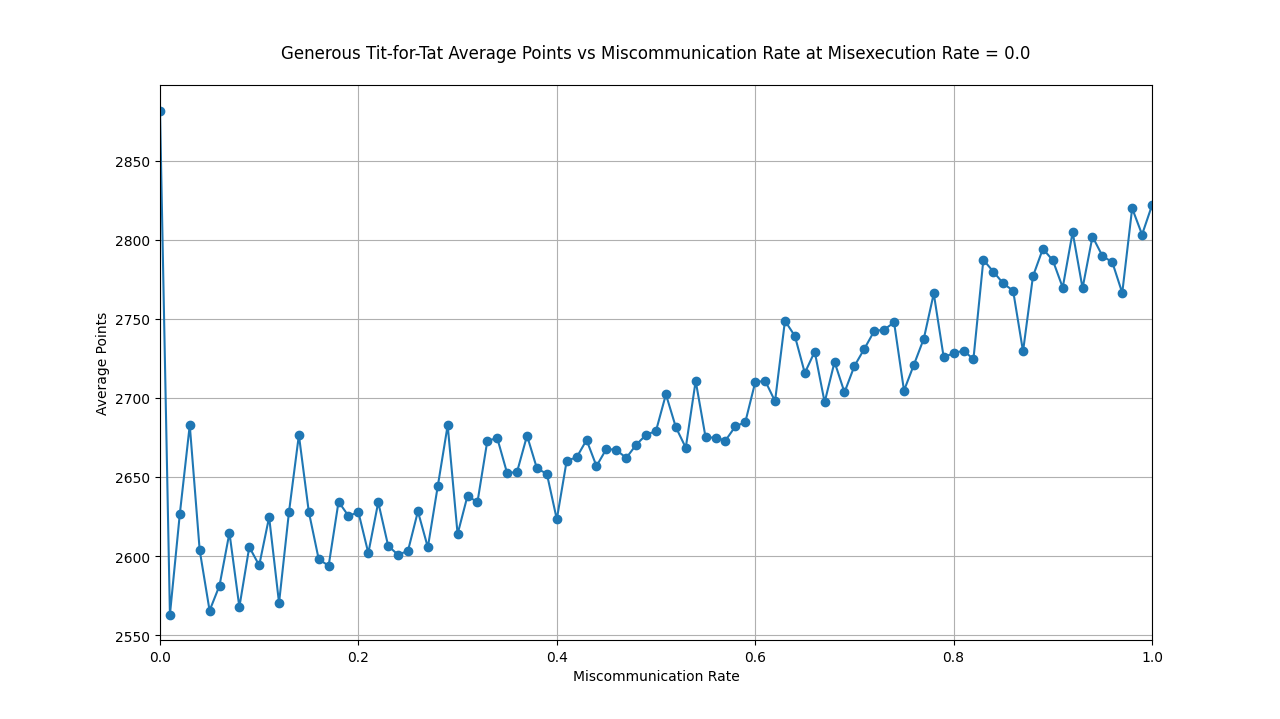 Generous Tit-for-Tat Average Points vs Miscommunication Rate at Misexecution Rate = 0.0
Average Points
2850
2800
2750
2700
2650
2600
2550
0.0 0.2 0.4 0.6 0.8 1.0
Miscommunication Rate